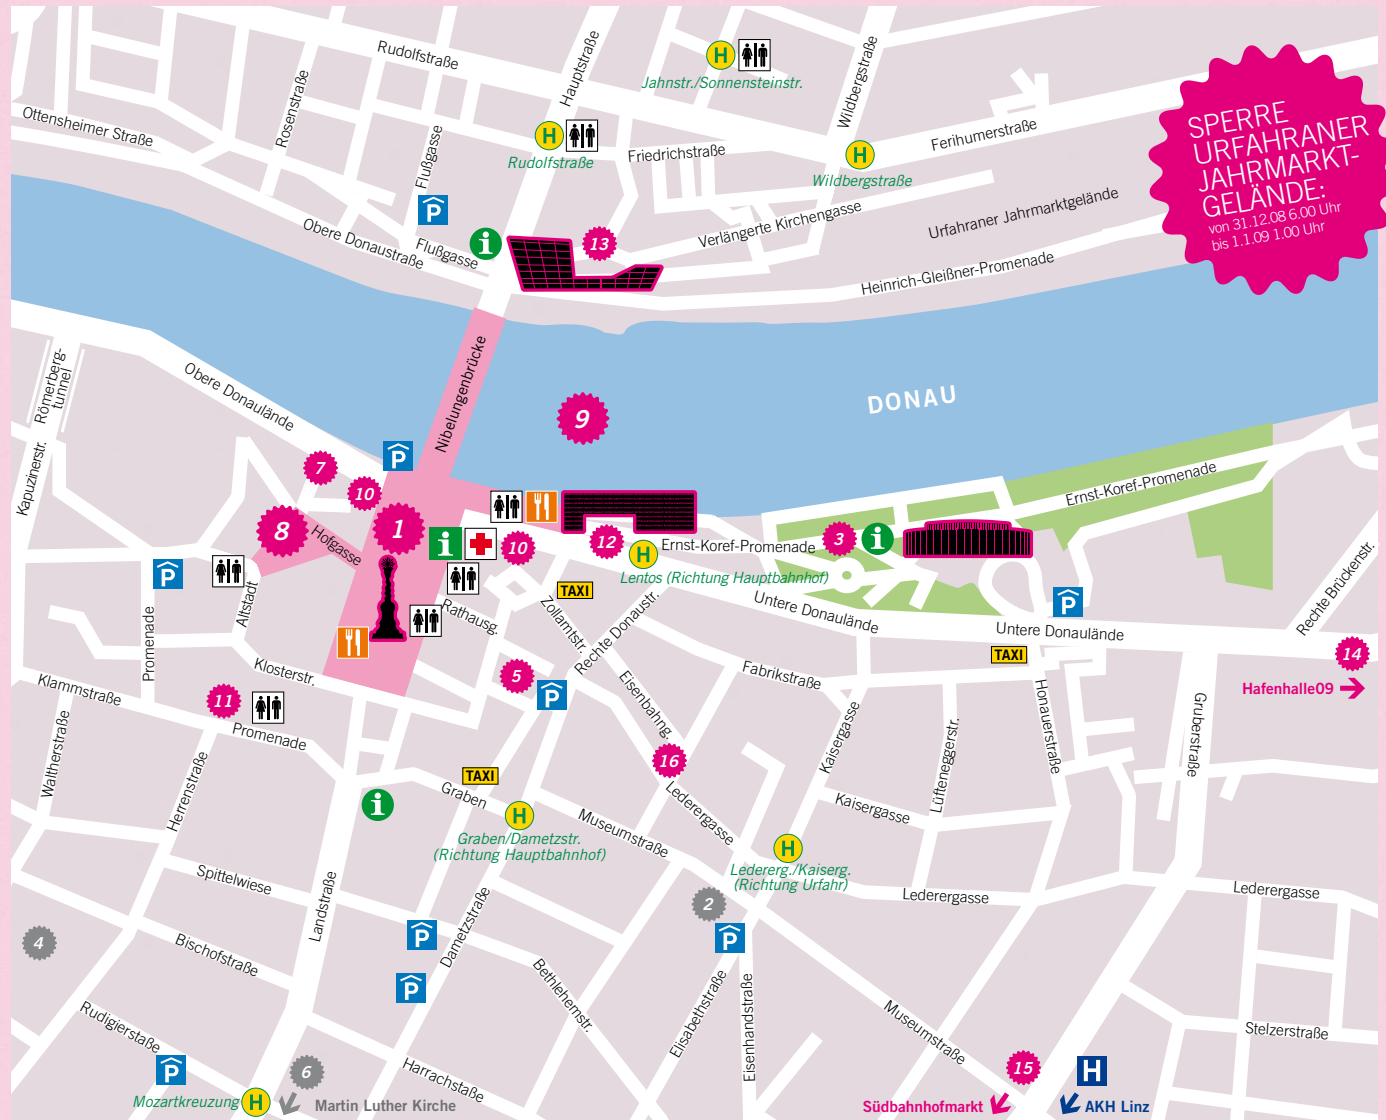 Rudolfstraße
Hauptstraße
H
Jahnstr./Sonnensteinstr.
Wildbergstraße
Ottensheimer Straße
Rosenstraße
Flußgasse
H
Rudolfstraße
Friedrichstraße
H
Wildbergstraße
Ferihumerstraße
SPERRE
URFAHRANER
JAHRMARKT-
GELÄNDE:
von 31.12.08 6.00 Uhr
bis 1.1.09 1.00 Uhr
P
Obere Donaustraße
Flußgasse
i
13
Verlängerte Kirchengasse
Urfahraner Jahrmarktgelände
Heinrich-Gleißner-Promenade
Römerberg-
tunnel
Obere Donaulände
Nibelungenbrücke
DONAU
9
Kapuzinerstr.
7
P
10
8
Hofgasse
1
i
10
12
H
Lentos (Richtung Hauptbahnhof)
Ernst-Koref-Promenade
3
i
Ernst-Koref-Promenade
P
Altstadt
Promenade
Rathausg.
TAXI
Zollamtstr.
Rechte Donaustr.
Untere Donaulände
P
Untere Donaulände
TAXI
Rechte Brückenstr.
14
Hafenhalle09
Klammstraße
Klosterstr.
5
P
Eisenbahng.
Fabrikstraße
Kaisergasse
Honauerstraße
Gruberstraße
11
Promenade
Waltherstraße
Herrenstraße
16
Lederergasse
Lüfteneggerstr.
Kaisergasse
i
TAXI
Graben
H
Graben/Dametzstr.
(Richtung Hauptbahnhof)
Museumstraße
H
Ledererg./Kaiserg.
(Richtung Urfahr)
Lederergasse
Lederergasse
Spittelwiese
Landstraße
4
Bischofstraße
P
Dametzstraße
P
Bethlehemstr.
2
P
Elisabethstraße
Eisenhandstraße
Museumstraße
Stelzerstraße
Rudigierstaße
P
Mozartkreuzung H
6
Martin Luther Kirche
Harrachstaße
15
Südbahnhofmarkt
H
AKH Linz